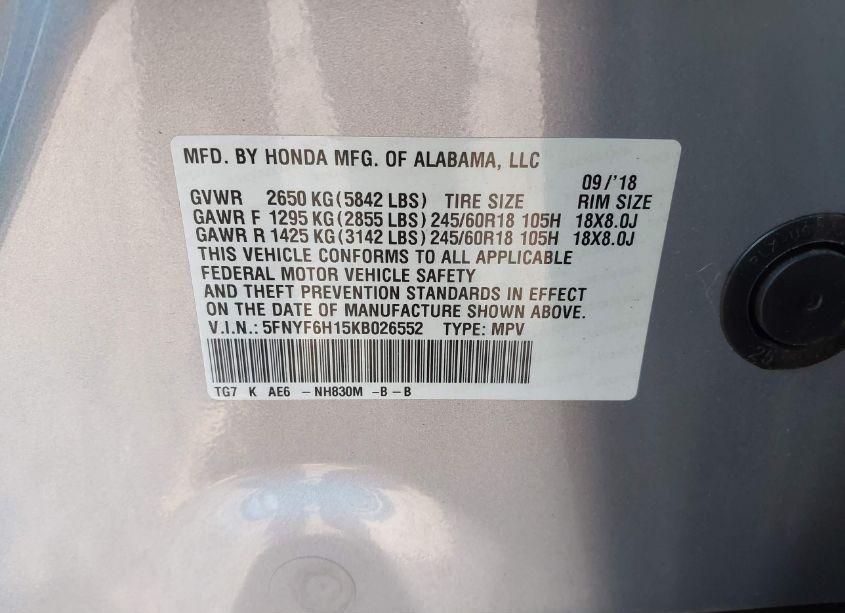 MFD. BY HONDA MFG. OF ALABAMA, LLC
09/'18
GVWR 2650 KG(5842 LBS) TIRE SIZE RIM SIZE
GAWR F 1295 KG(2855 LBS) 245/60R18 105H 18X8.0J
GAWR R 1425 KG(3142 LBS) 245/60R18 105H 18X8.0J
THIS VEHICLE CONFORMS TO ALL APPLICABLE
FEDERAL MOTOR VEHICLE SAFETY
AND THEFT PREVENTION STANDARDS IN EFFECT
ON THE DATE OF MANUFACTURE SHOWN ABOVE.
V.I.N.: 5FNYF6H15KB026552 TYPE: MPV
TG7 K AE6 -NH830M -B-B
25